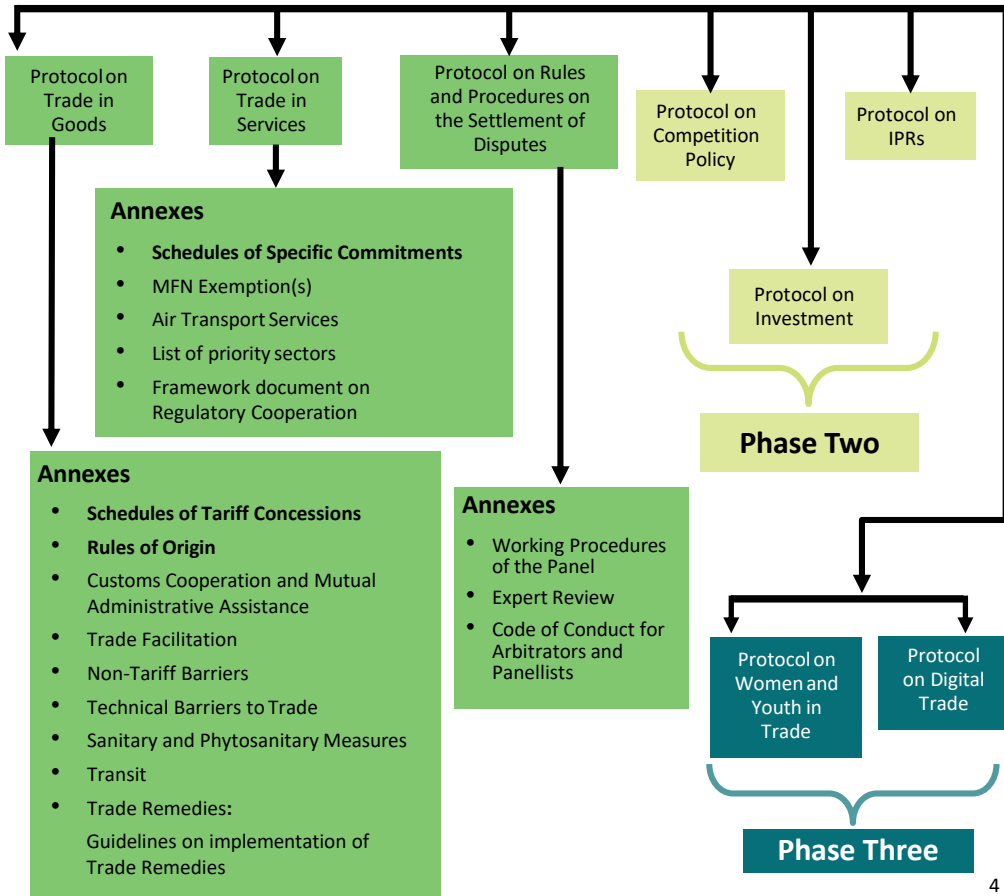 Protocol on
Trade in
Goods
Protocol on
Trade in
Services
Protocol on Rules
and Procedures on
the Settlement of
Disputes
Protocol on
Competition
Policy
Protocol on
IPRs
Annexes
• Schedules of Specific Commitments
• MFN Exemption(s)
• Air Transport Services
• List of priority sectors
• Framework document on
Regulatory Cooperation
Protocol on
Investment
Phase Two
Annexes
• Schedules of Tariff Concessions
• Rules of Origin
• Customs Cooperation and Mutual
Administrative Assistance
• Trade Facilitation
• Non-Tariff Barriers
• Technical Barriers to Trade
• Sanitary and Phytosanitary Measures
• Transit
• Trade Remedies:
Guidelines on implementation of
Trade Remedies
Annexes
• Working Procedures
of the Panel
• Expert Review
• Code of Conduct for
Arbitrators and
Panellists
Protocol on
Women and
Youth in
Trade
Protocol
on Digital
Trade
Phase Three
4